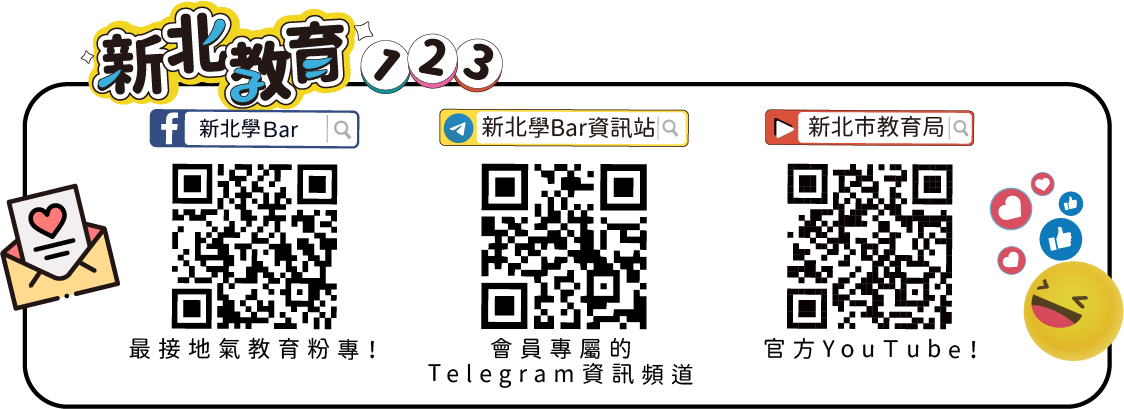 新北教育123
新北學Bar
新北學Bar資訊站
新北市教育局
最接地氣教育粉專!
會員專屬的
Telegram資訊頻道
官方YouTube!